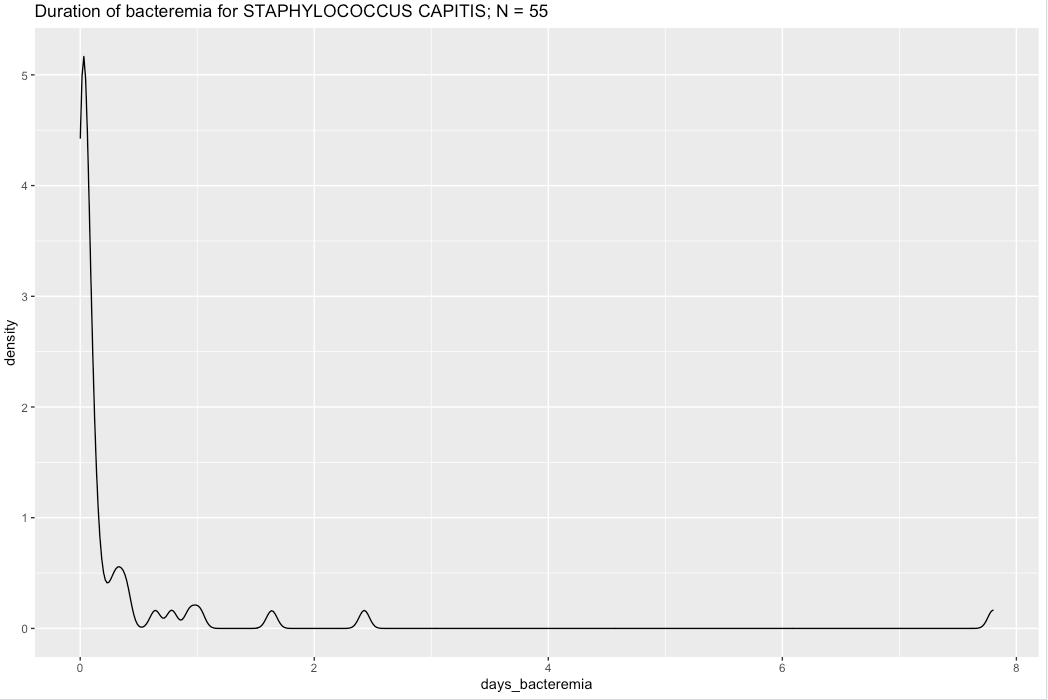 Duration of bacteremia for STAPHYLOCOCCUS CAPITIS; N = 55
5
4
3
2
1
0
density
0 2 4 6 8
days_bacteremia